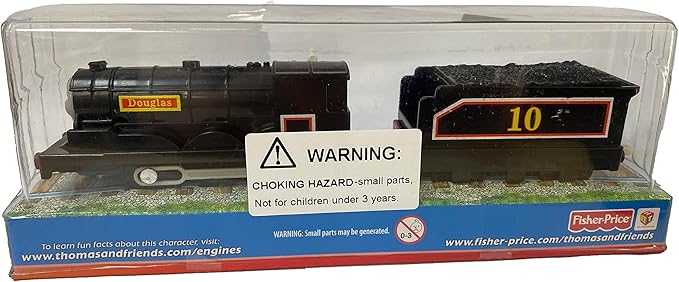 Douglas
10
WARNING:
CHOKING HAZARD-small parts,
Not for children under 3 years.
To learn fun facts about this character, visit:
www.thomasandfriends.com/engines
WARNING: Small parts may be generated.
0-3
Fisher-Price
www.fisher-price.com/thomasandfriends